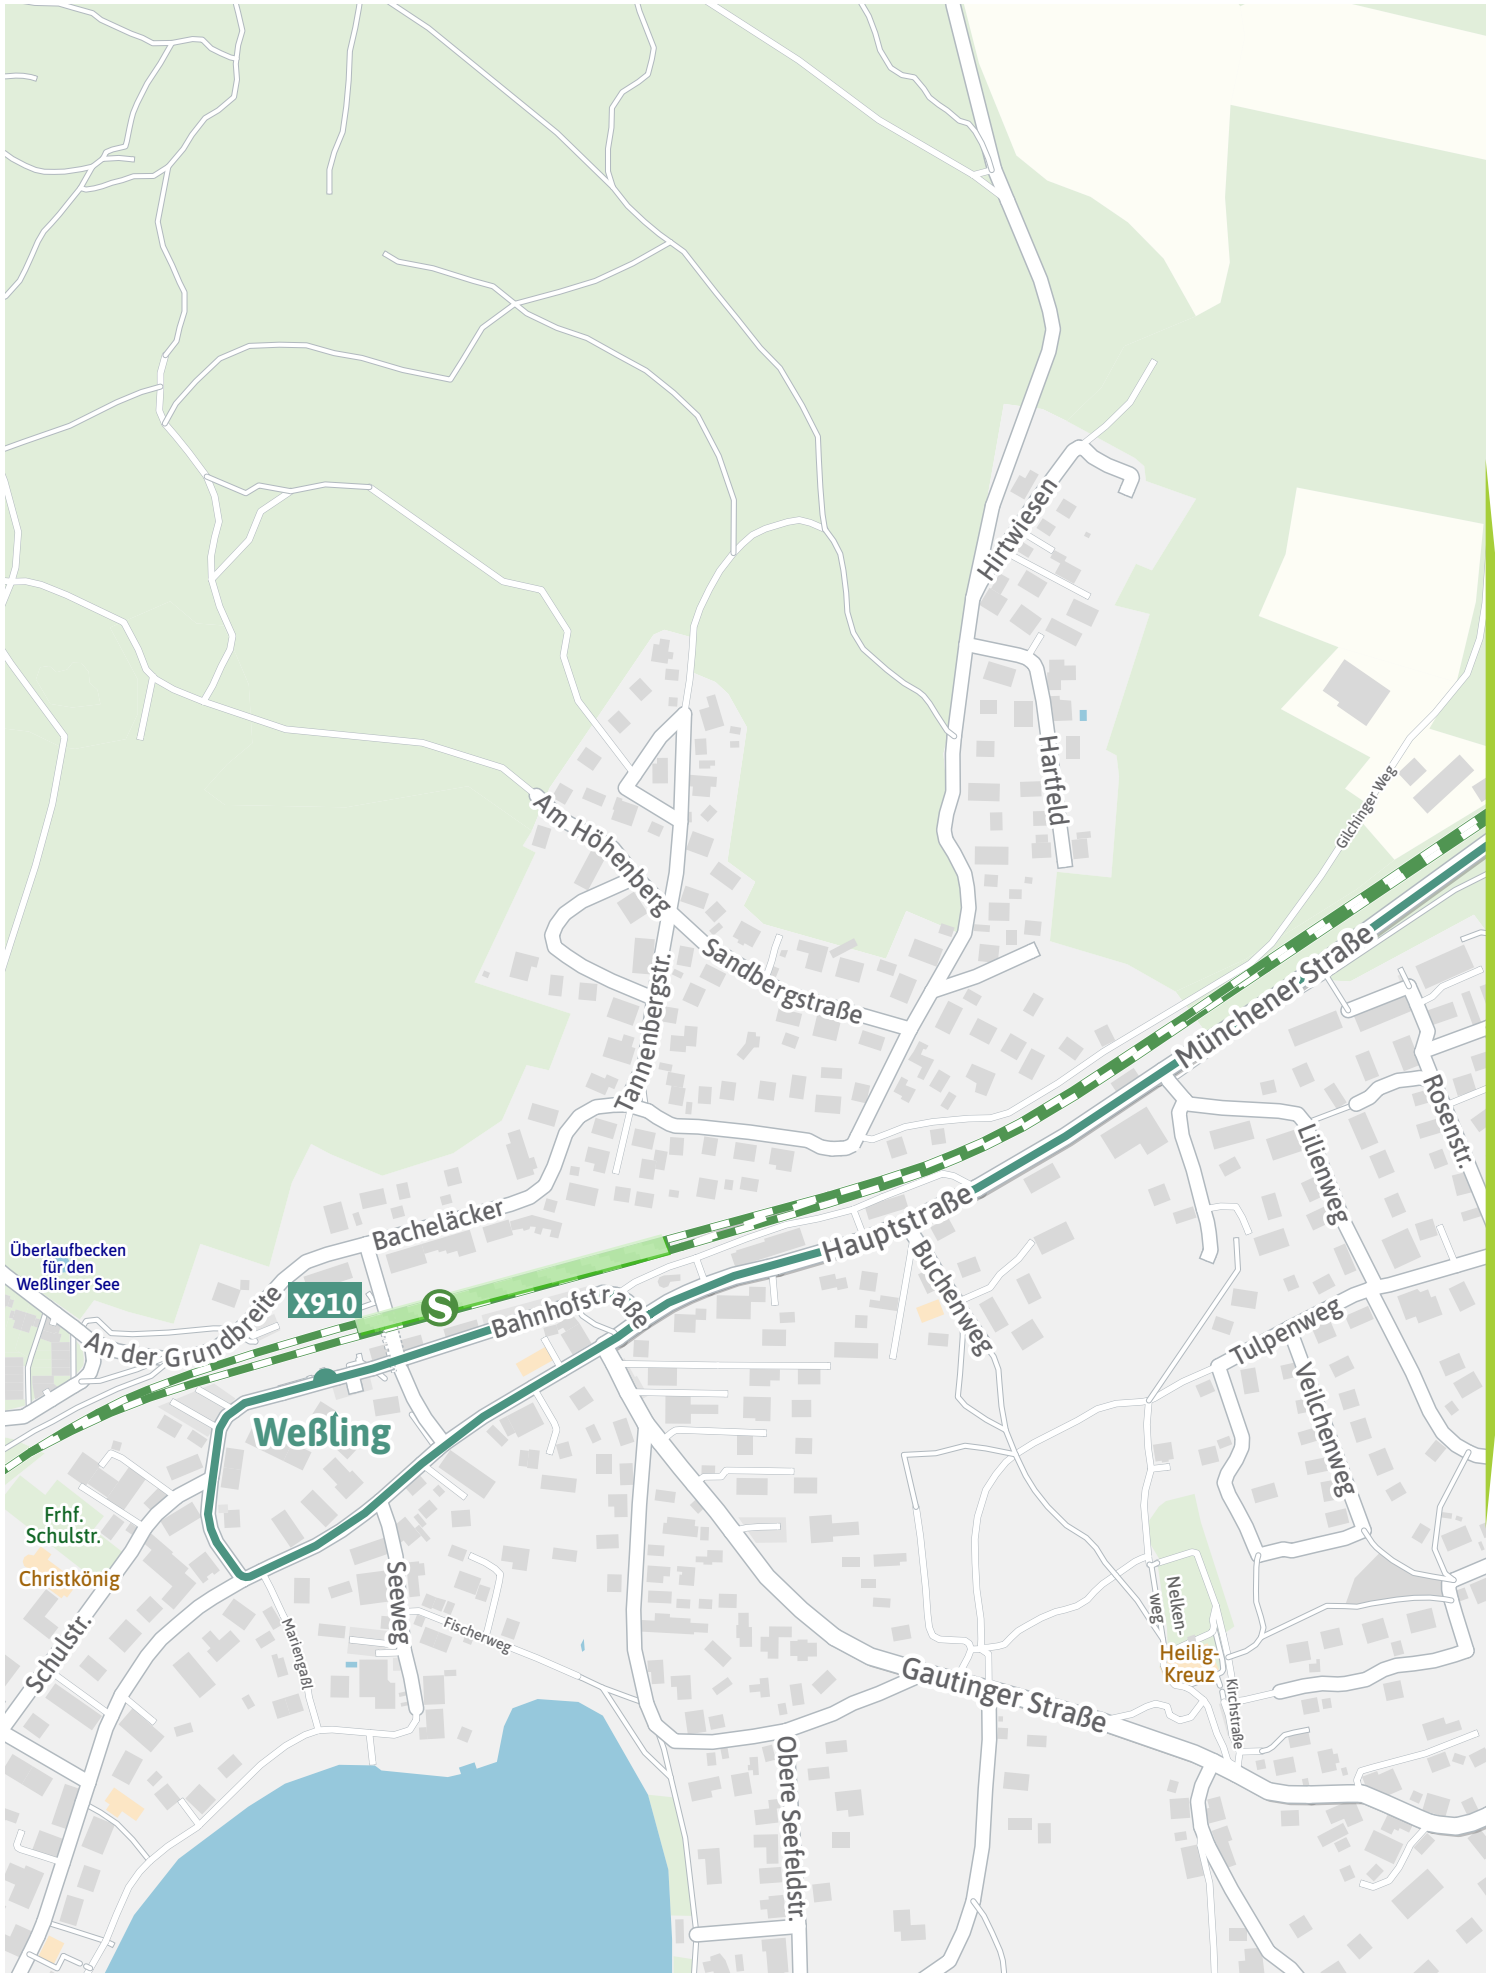 Hirtwiesen
Hartfeld
Gilchinger Weg
Am Höhenberg
Sandbergstraße
Tannenbergstr.
Münchener Straße
Rosenstr.
Lilienweg
Bacheläcker
Hauptstraße
Überlaufbecken
für den
Weßlinger See
X910
S
Bahnhofstraße
Buchenweg
An der Grundbreite
Tulpenweg
Veilchenweg
Weßling
Frhf.
Schulstr.
Christkönig
Seeweg
Fischerweg
Mariengaßl
Schulstr.
Nelken-
weg
Heilig-
Kreuz
Kirchstraße
Gautinger Straße
Obere Seefeldstr.